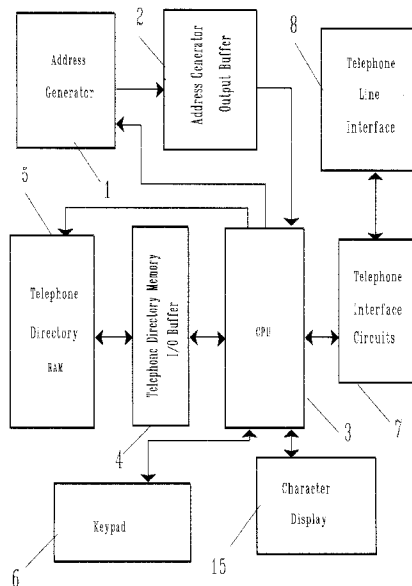 2
8
Address
Generator
Address Generator
Output Buffer
Telephone
Line
Interface
1
5
Telephone
Directory
RAM
Telephone Directory Memory
I/O Buffer
CPU
Telephone
Interface
Circuits
3
7
4
Keypad
6
Character
Display
15